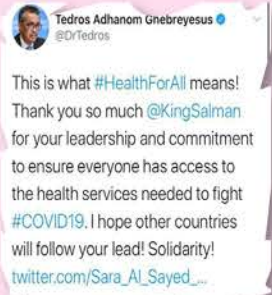 Tedros Adhanom Ghebreyesus
@DrTedros
This is what #HealthForAll means!
Thank you so much @KingSalman
for your leadership and commitment
to ensure everyone has access to
the health services needed to fight
#COVID19. I hope other countries
will follow your lead! Solidarity!
twitter.com/Sara_Al_Sayed_...